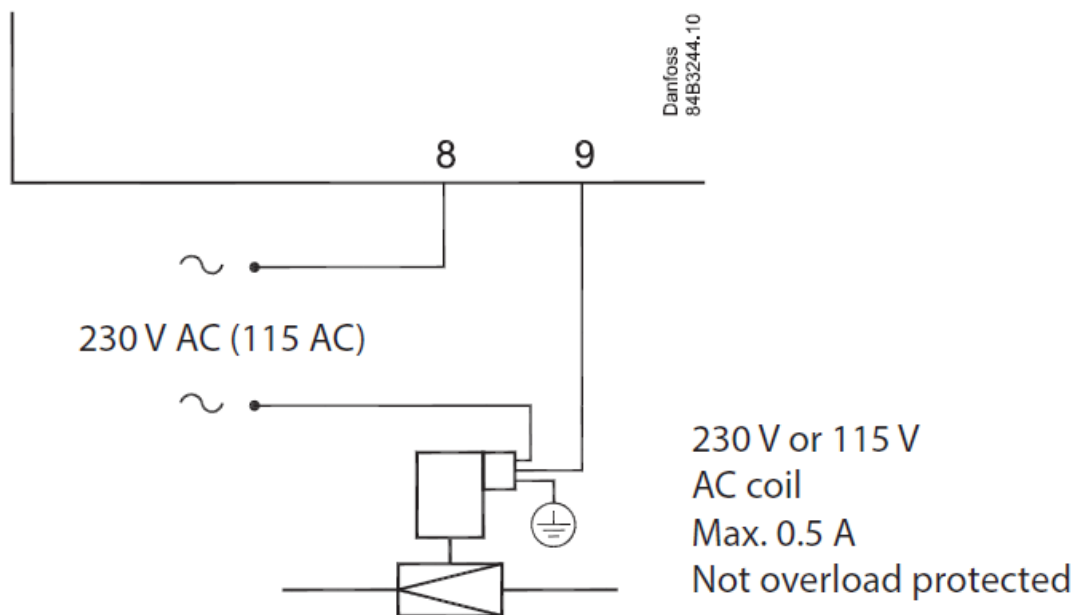 Danfoss
84B3244.10
8 9
230 V AC (115 AC)
230 V or 115 V
AC coil
Max. 0.5 A
Not overload protected